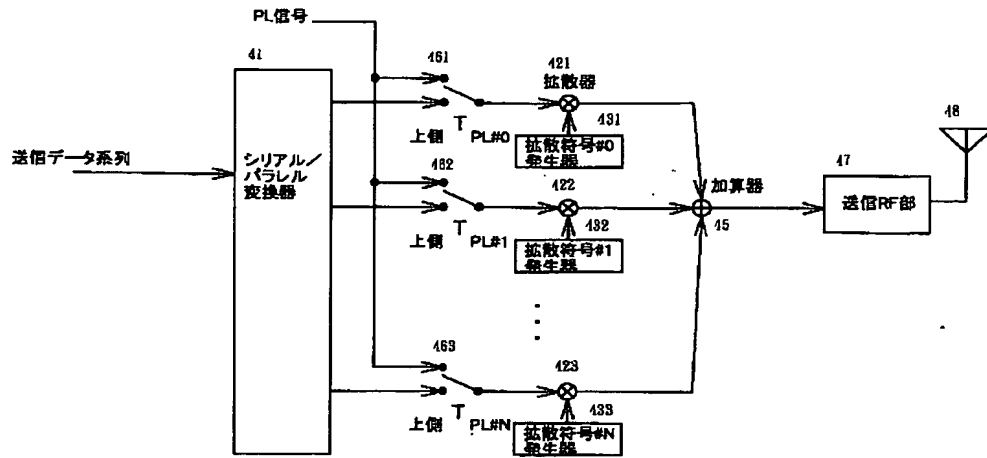 PL信号
41
461
421
拡散器
431
上側 T PL#0
拡散符号#0
発生器
送信データ系列
シリアル／
パラレル
変換器
462
422
432
上側 T PL#1
拡散符号#1
発生器
加算器
45
47
送信RF部
48
463
423
433
上側 T PL#N
拡散符号#N
発生器